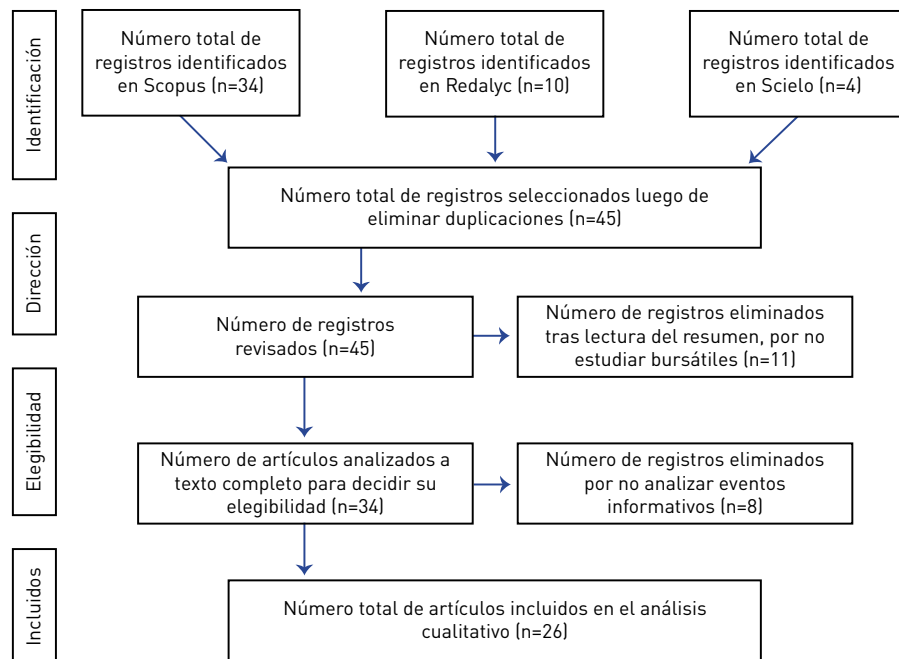 Identificación
Número total de
registros identificados
en Scopus (n=34)
Número total de
registros identificados
en Redalyc (n=10)
Número total de
registros identificados
en Scielo (n=4)
Número total de registros seleccionados luego de
eliminar duplicaciones (n=45)
Dirección
Número de registros
revisados (n=45)
Número de registros eliminados
tras lectura del resumen, por no
estudiar bursátiles (n=11)
Elegibilidad
Número de artículos analizados a
texto completo para decidir su
elegibilidad (n=34)
Número de registros eliminados
por no analizar eventos
informativos (n=8)
Incluidos
Número total de artículos incluidos en el análisis
cualitativo (n=26)